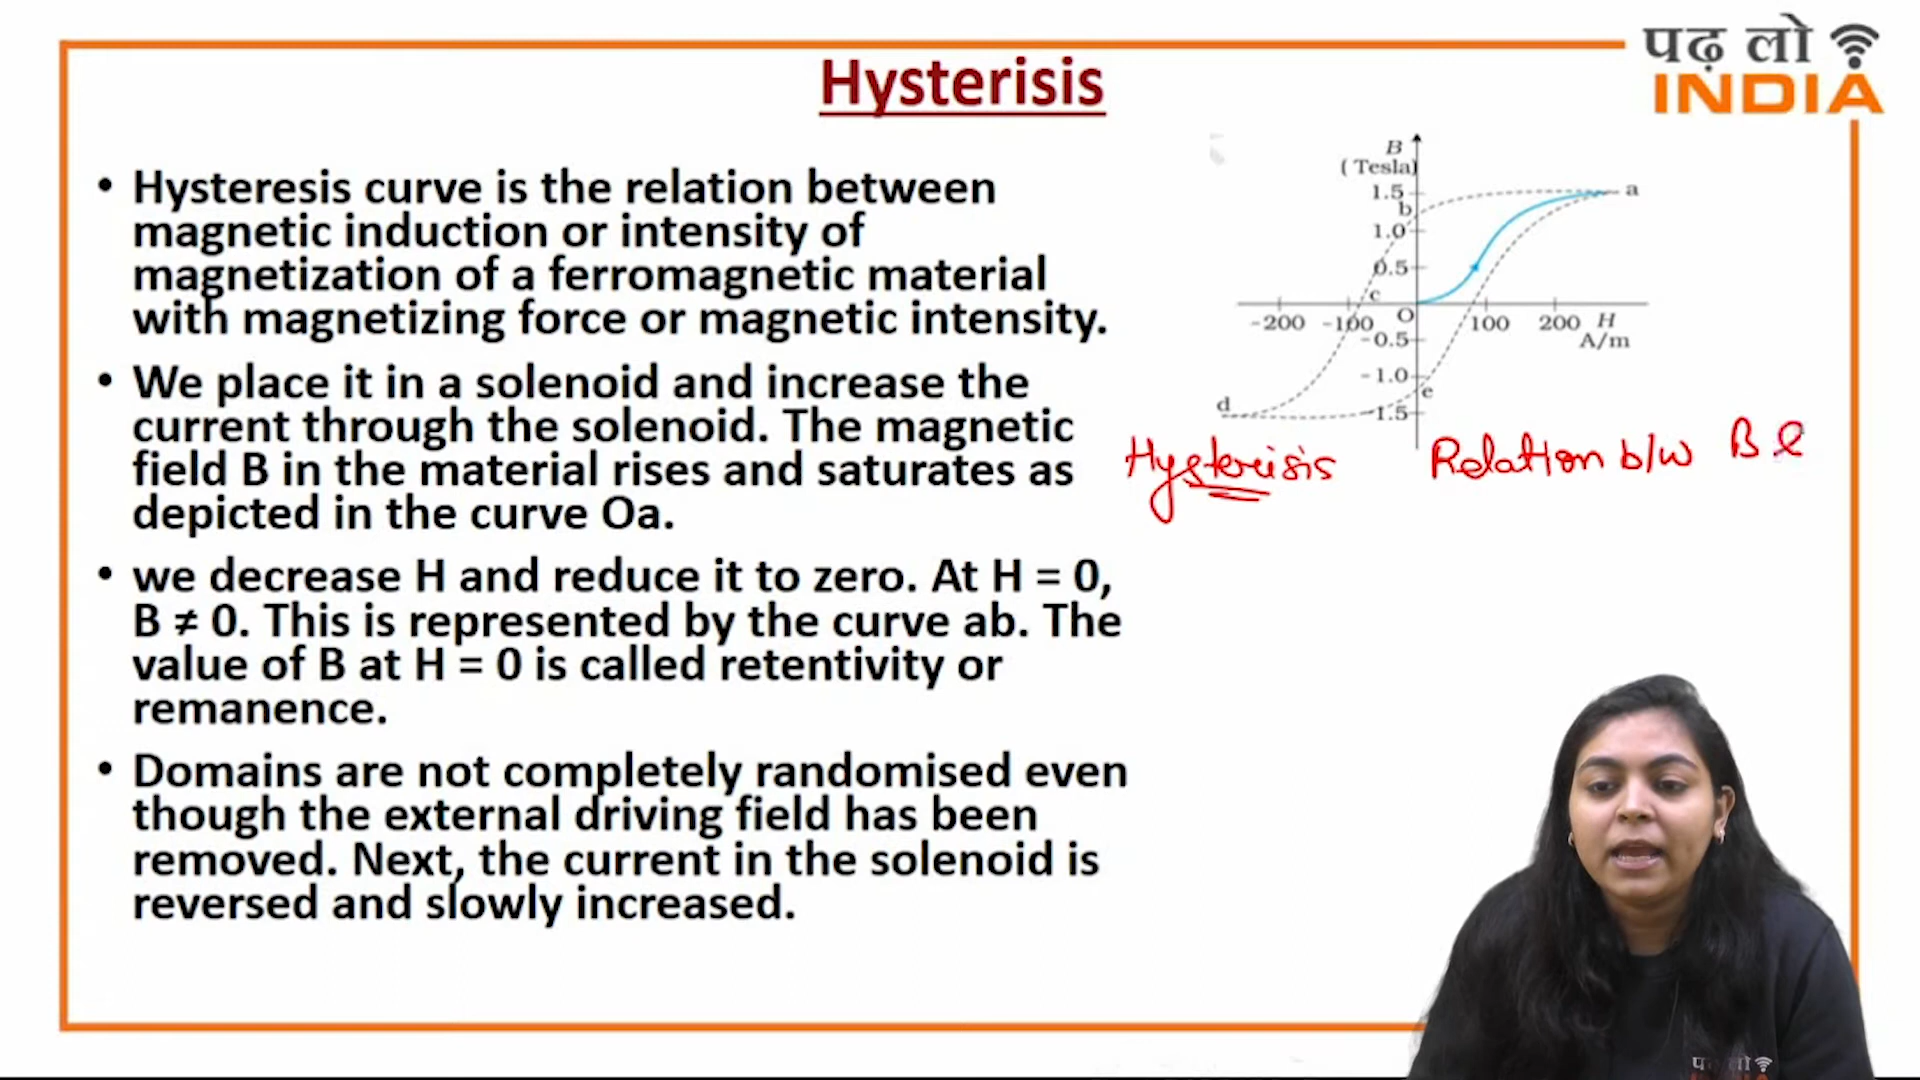 पढ़ लो
INDIA
Hysterisis
• Hysteresis curve is the relation between
magnetic induction or intensity of
magnetization of a ferromagnetic material
with magnetizing force or magnetic intensity.
• We place it in a solenoid and increase the
current through the solenoid. The magnetic
field B in the material rises and saturates as
depicted in the curve Oa.
• we decrease H and reduce it to zero. At H = 0,
B ≠ 0. This is represented by the curve ab. The
value of B at H = 0 is called retentivity or
remanence.
• Domains are not completely randomised even
though the external driving field has been
removed. Next, the current in the solenoid is
reversed and slowly increased.
B
( Tesla)
1.5 a
b
1.0
0.5
c
O
-200 -100 100 200 H
A/m
-0.5
-1.0
e
d
-1.5
Hysterisis Relation b/w B &
पढ़ लो
INDIA